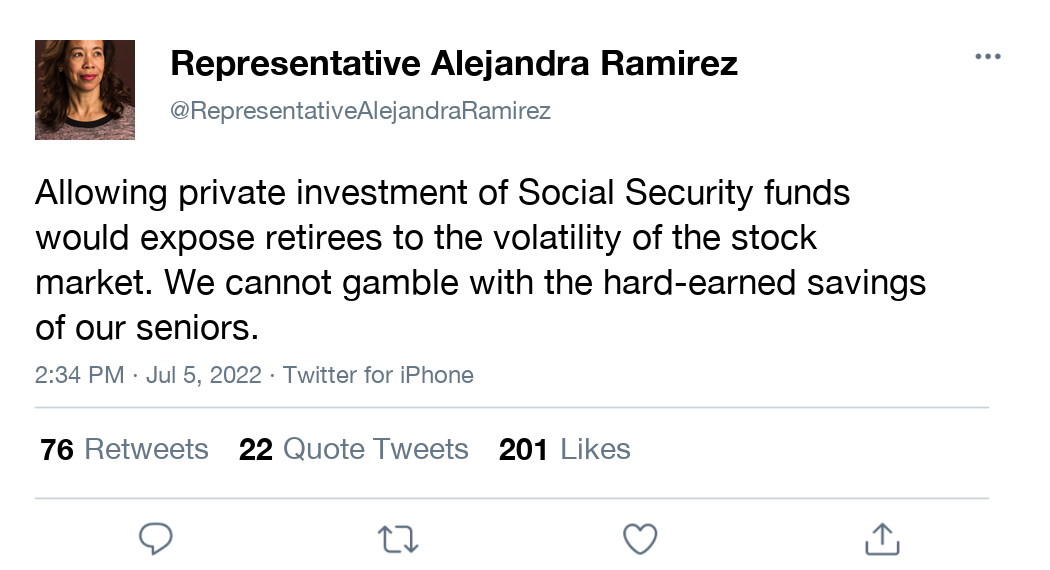 Representative Alejandra Ramirez
@RepresentativeAlejandraRamirez
Allowing private investment of Social Security funds
would expose retirees to the volatility of the stock
market. We cannot gamble with the hard-earned savings
of our seniors.
2:34 PM · Jul 5, 2022 · Twitter for iPhone
76 Retweets 22 Quote Tweets 201 Likes